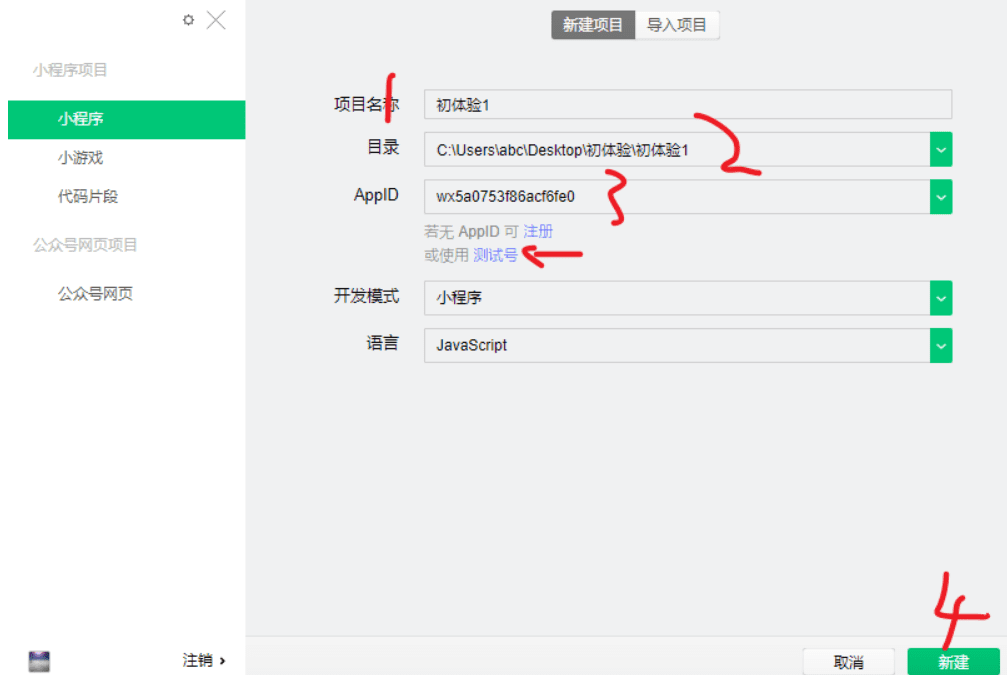 新建项目 导入项目
小程序项目
小程序
小游戏
代码片段
公众号网页项目
公众号网页
注销 ›
项目名称 初体验1
1
目录 C:\Users\abc\Desktop\初体验\初体验1
2
AppID wx5a0753f86acf6fe0
3
若无 AppID 可 注册
或使用 测试号
开发模式 小程序
语言 JavaScript
4
取消 新建